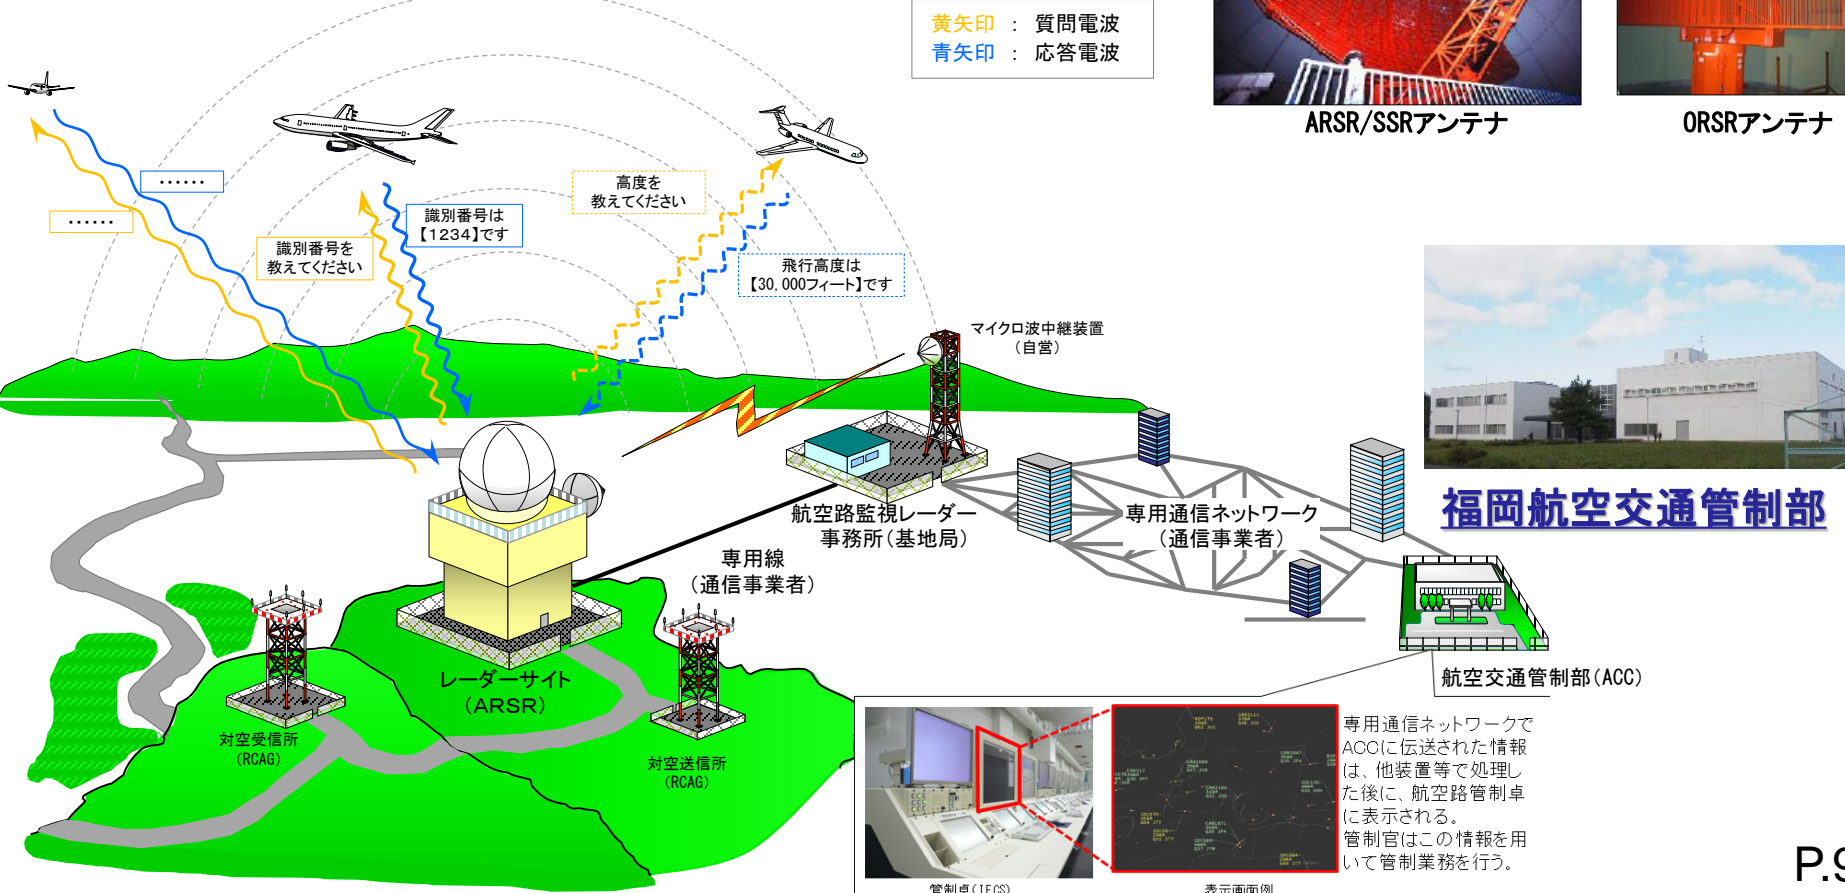 黄矢印 : 質問電波
青矢印 : 応答電波
ARSR/SSRアンテナ
ORSRアンテナ
‥‥‥
‥‥‥
識別番号は
【1234】です
識別番号を
教えてください
高度を
教えてください
飛行高度は
【30,000フィート】です
マイクロ波中継装置
(自営)
福岡航空交通管制部
航空路監視レーダー
事務所(基地局)
専用通信ネットワーク
(通信事業者)
専用線
(通信事業者)
レーダーサイト
(ARSR)
対空受信所
(RCAG)
対空送信所
(RCAG)
航空交通管制部(ACC)
専用通信ネットワークで
ACCに伝送された情報
は、他装置等で処理し
た後に、航空路管制卓
に表示される。
管制官はこの情報を用
いて管制業務を行う。
管制卓(IECS)
表示画面例
P.9